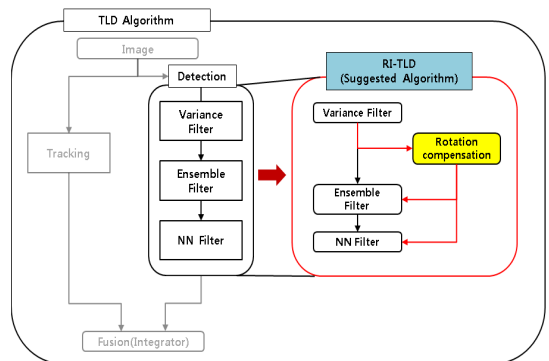 TLD Algorithm
Image
Detection
Variance
Filter
Ensemble
Filter
NN Filter
Tracking
Fusion(Integrator)
RI-TLD
(Suggested Algorithm)
Variance Filter
Rotation
compensation
Ensemble
Filter
NN Filter